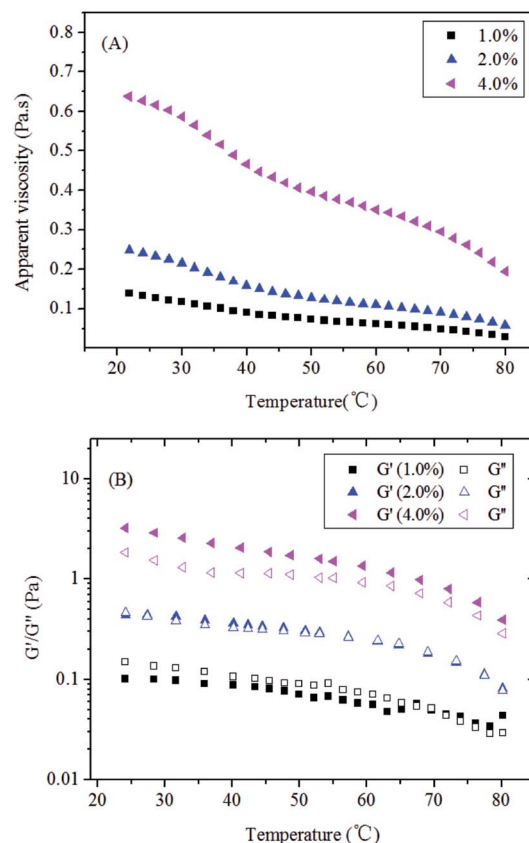 (A)
1.0%
2.0%
4.0%
Apparent viscosity (Pa.s)
0.8
0.7
0.6
0.5
0.4
0.3
0.2
0.1
20 30 40 50 60 70 80
Temperature(℃)
(B)
G' (1.0%) G''
G' (2.0%) G''
G' (4.0%) G''
G'/G'' (Pa)
10
1
0.1
0.01
20 30 40 50 60 70 80
Temperature (℃)